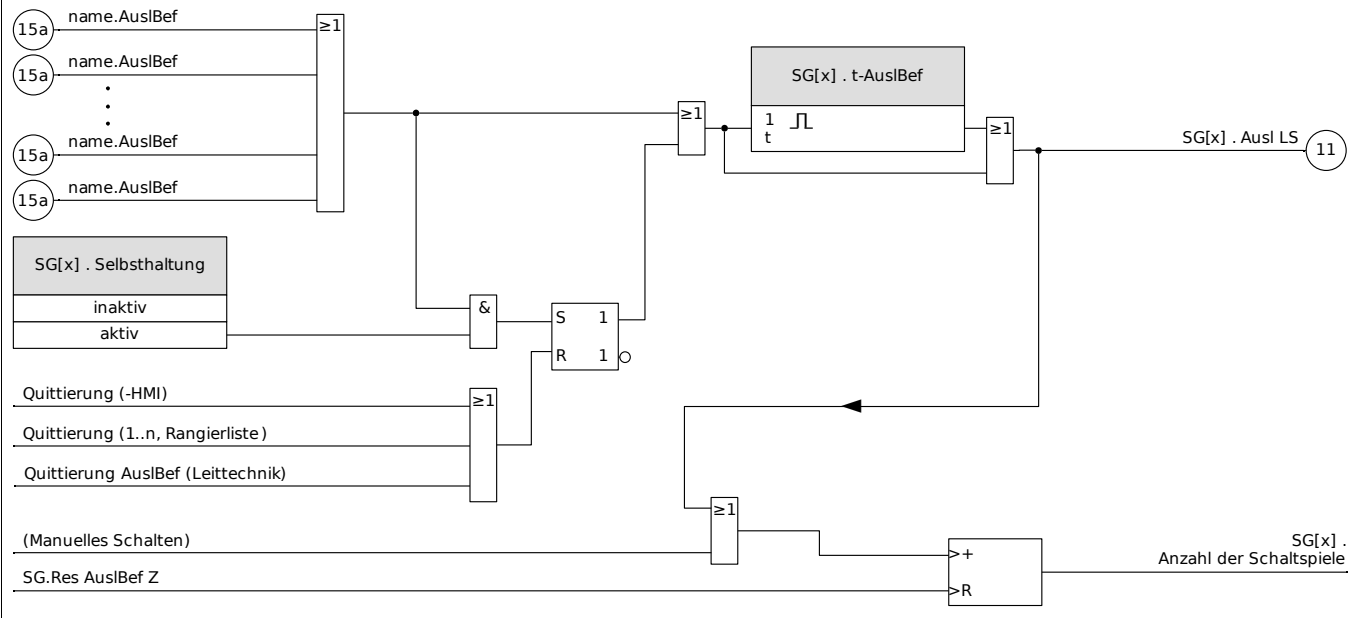 15a name.AuslBef
15a name.AuslBef
15a name.AuslBef
15a name.AuslBef
≥1
≥1
SG[x] . t-AuslBef
1
t
≥1
SG[x] . Ausl LS
11
SG[x] . Selbsthaltung
inaktiv
aktiv
&
S 1
R 1
Quittierung (-HMI)
Quittierung (1..n, Rangierliste)
Quittierung AuslBef (Leittechnik)
≥1
(Manuelles Schalten)
SG.Res AuslBef Z
≥1
>+
>R
SG[x] .
Anzahl der Schaltspiele